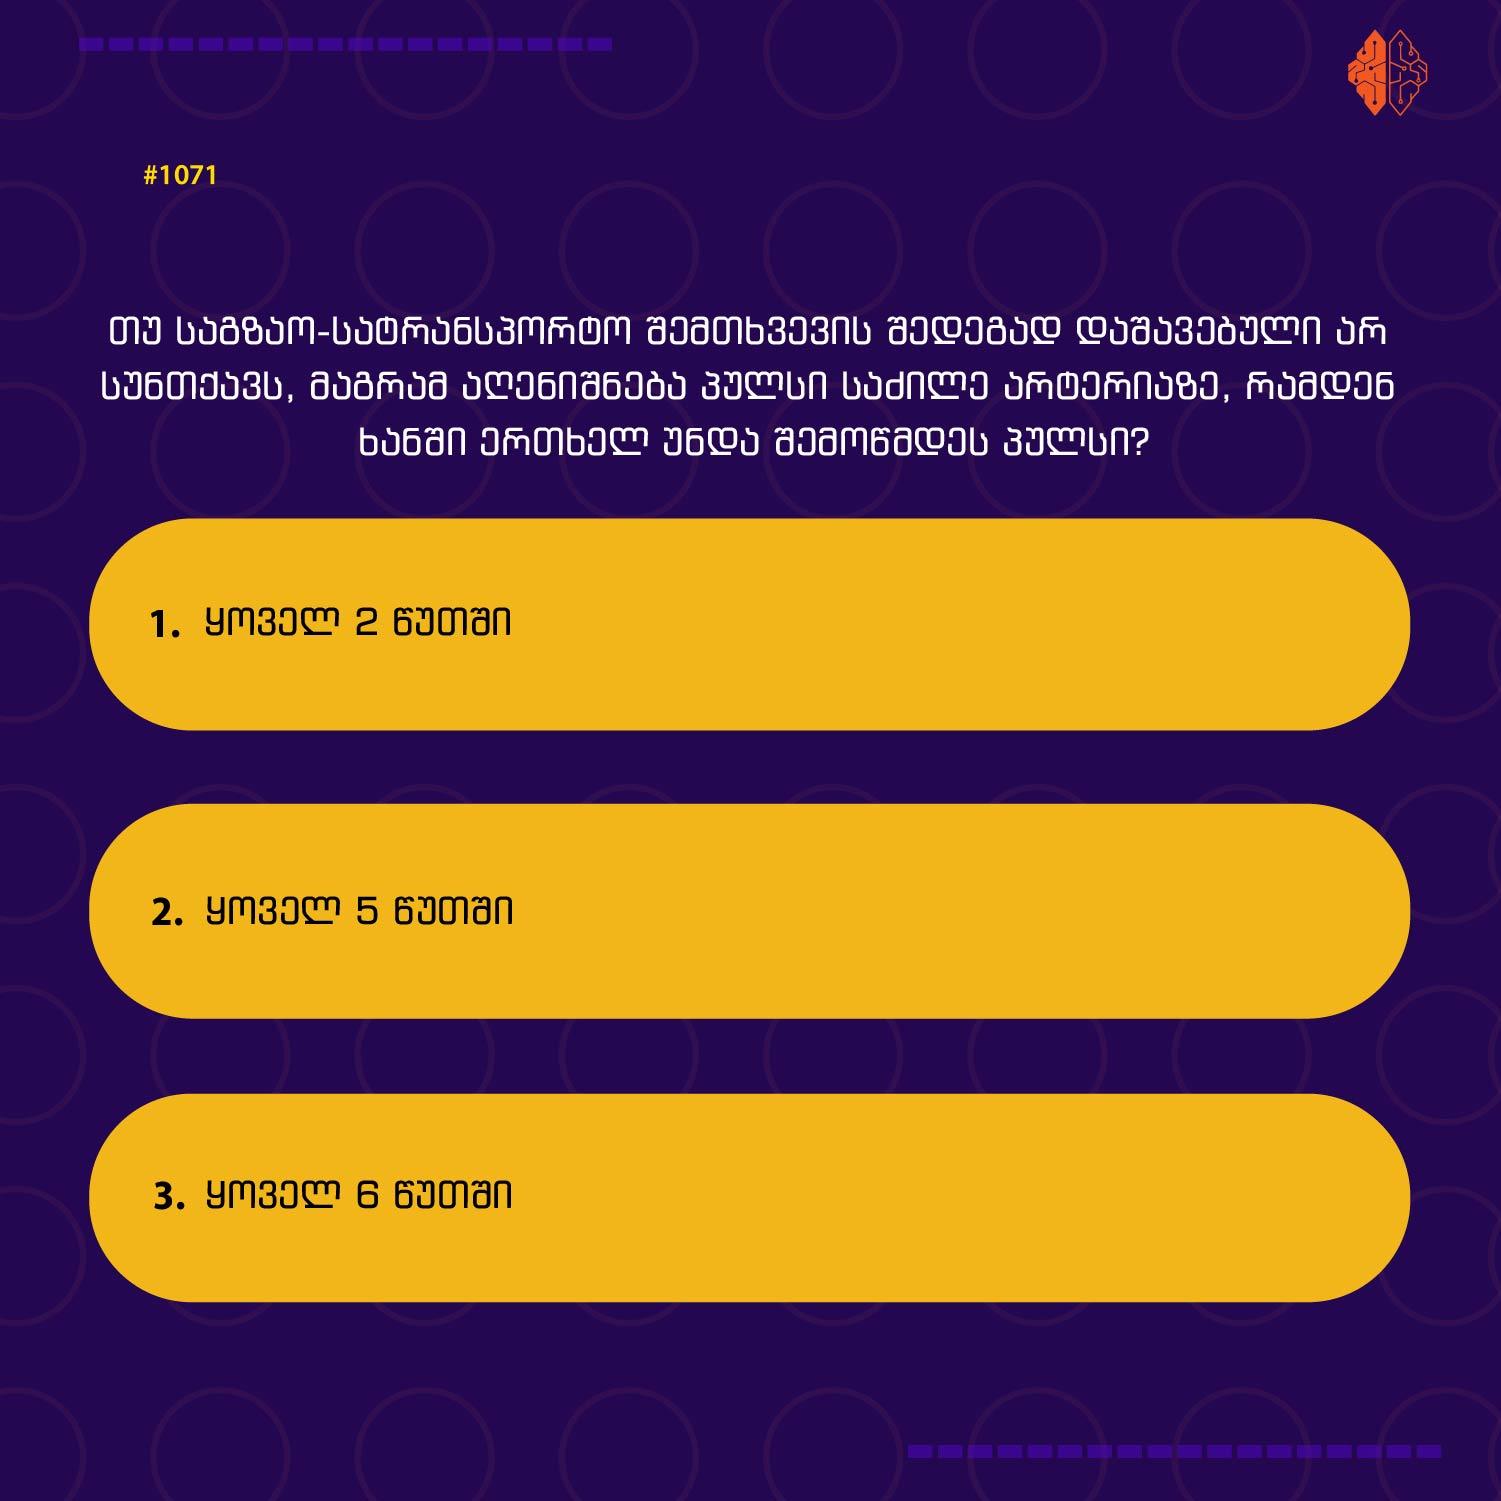 #1071
თუ საგზაო-სატრანსპორტო შემთხვევის შედეგად დაშავებული არ
სუნთქავს, მაგრამ აღენიშნება პულსი საძილე არტერიაზე, რამდენ
ხანში ერთხელ უნდა შემოწმდეს პულსი?
1. ყოველ 2 წუთში
2. ყოველ 5 წუთში
3. ყოველ 6 წუთში